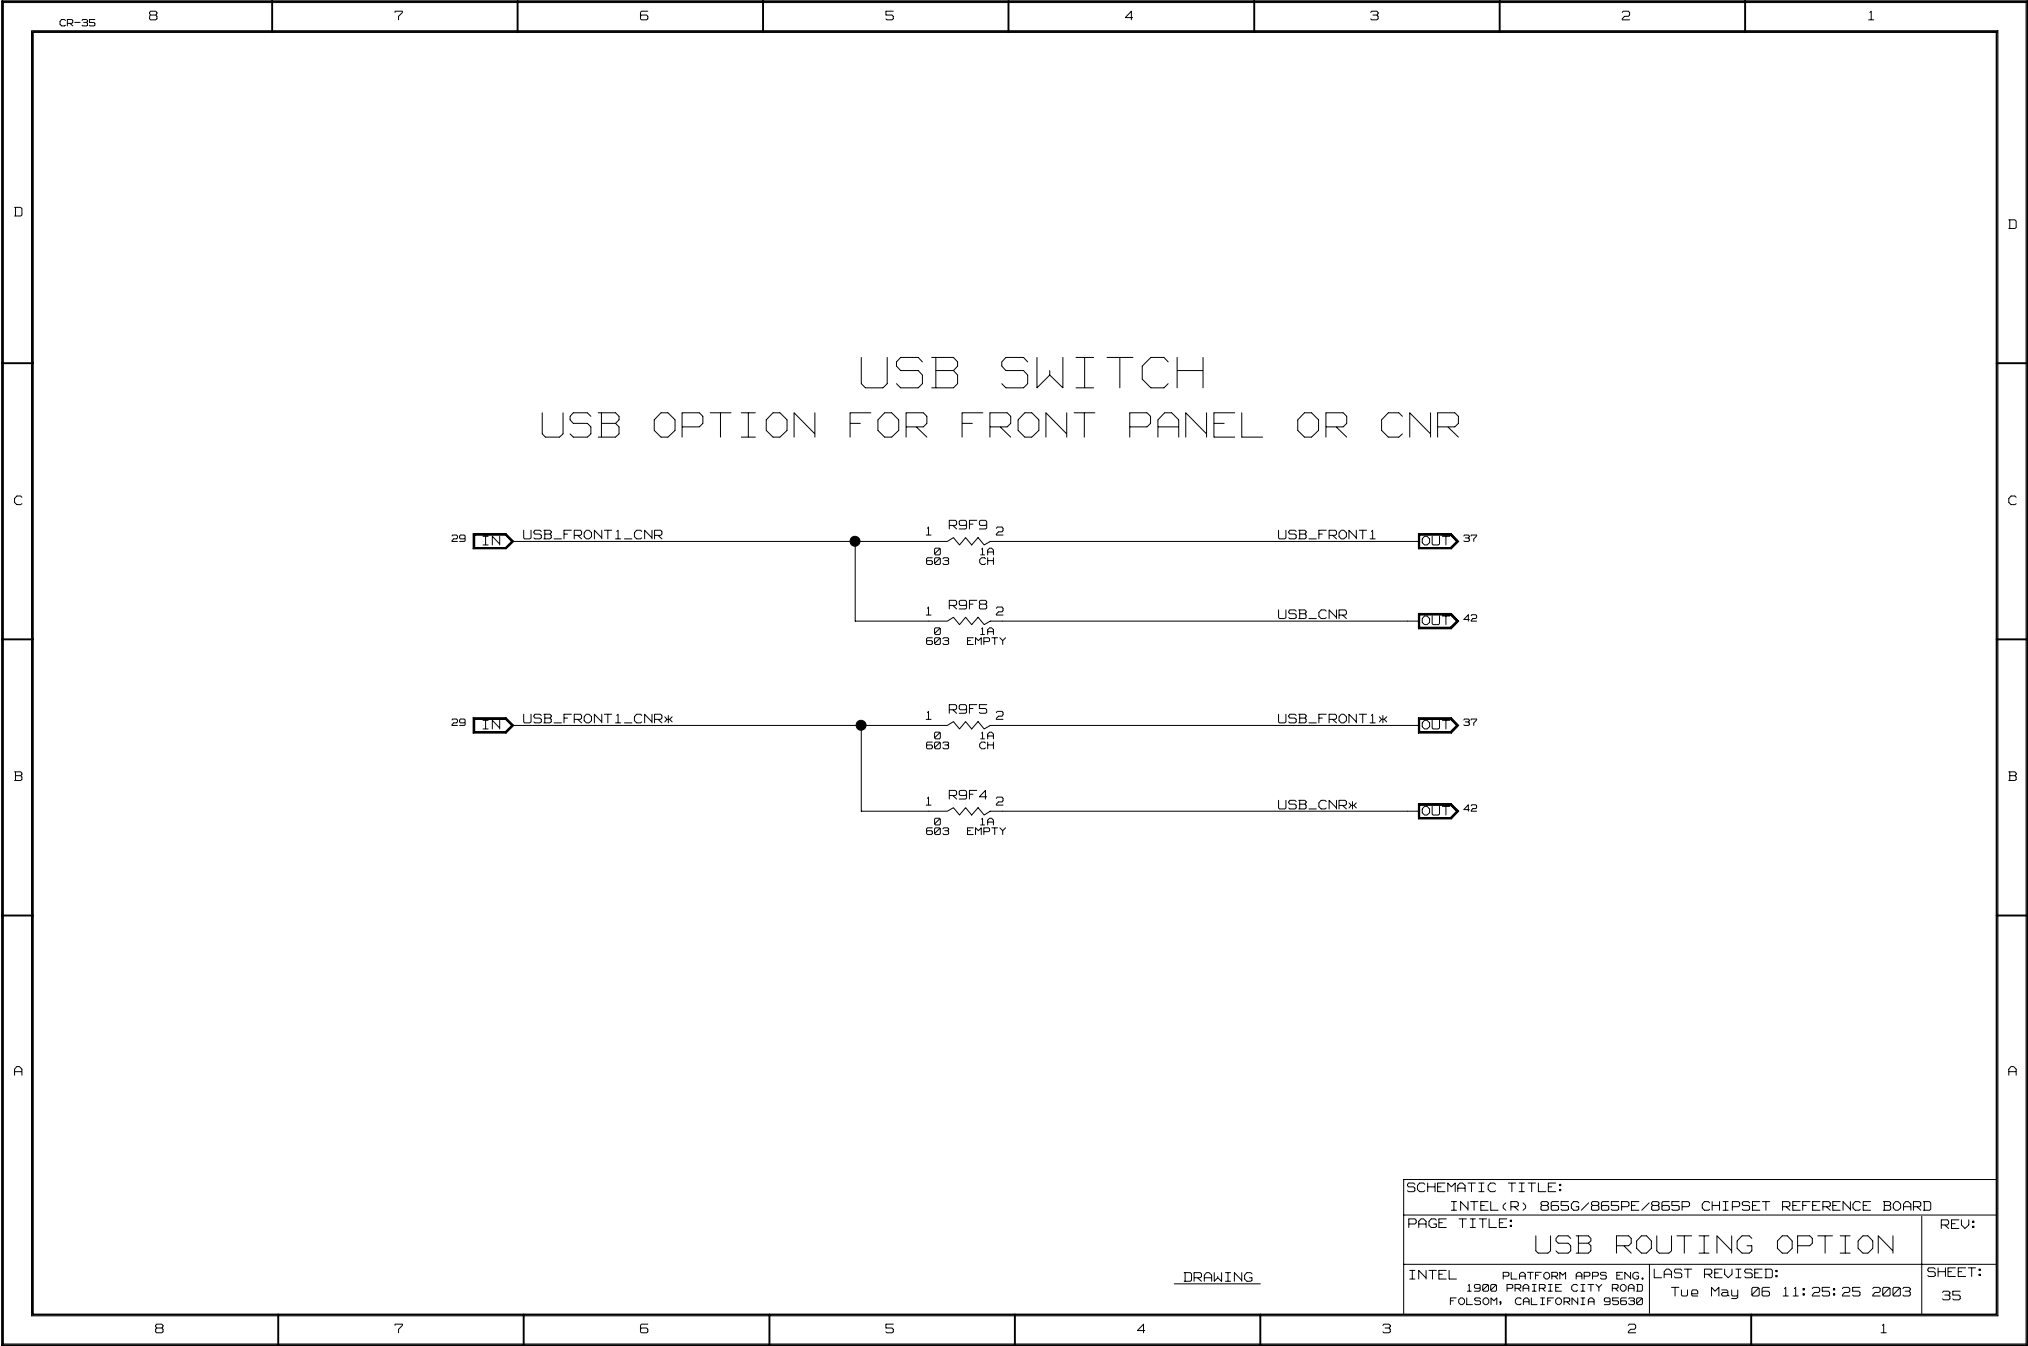 CR-35
8 7 6 5 4 3 2 1
D
D
USB SWITCH
USB OPTION FOR FRONT PANEL OR CNR
C
C
29 IN USB_FRONT1_CNR
1 R9F9 2
0 1A
603 CH
USB_FRONT1 OUT 37
1 R9F8 2
0 1A
603 EMPTY
USB_CNR OUT 42
29 IN USB_FRONT1_CNR*
1 R9F5 2
0 1A
603 CH
USB_FRONT1* OUT 37
B
B
1 R9F4 2
0 1A
603 EMPTY
USB_CNR* OUT 42
A
A
SCHEMATIC TITLE:
INTEL(R) 865G/865PE/865P CHIPSET REFERENCE BOARD
PAGE TITLE:
USB ROUTING OPTION
REV:
DRAWING
INTEL PLATFORM APPS ENG.
1900 PRAIRIE CITY ROAD
FOLSOM, CALIFORNIA 95630
LAST REVISED:
Tue May 06 11:25:25 2003
SHEET:
35
8 7 6 5 4 3 2 1